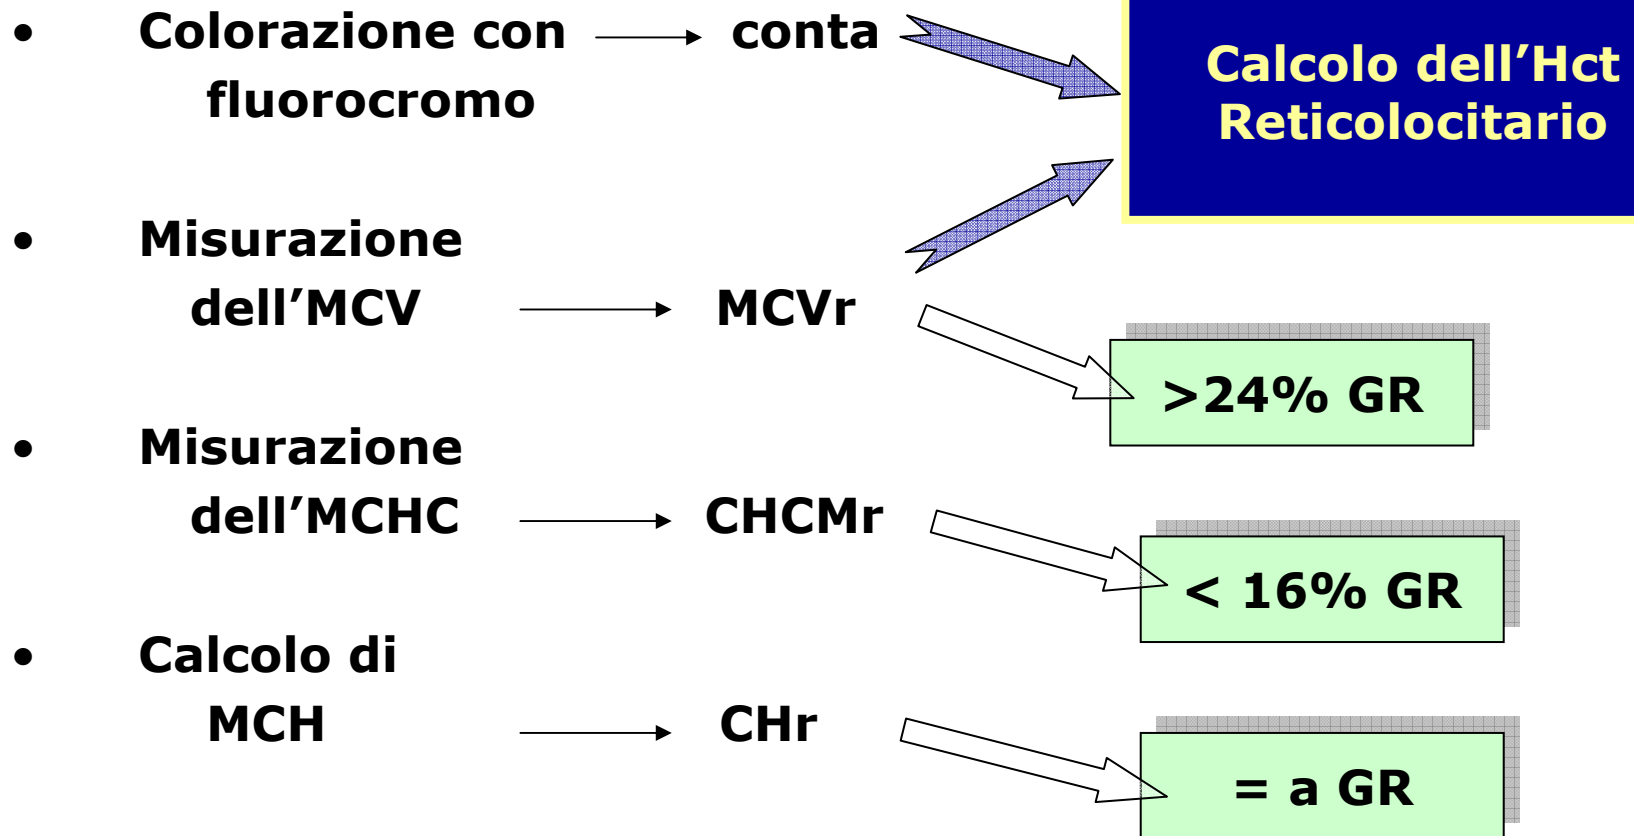 • Colorazione con → conta
fluorocromo
Calcolo dell’Hct
Reticolocitario
• Misurazione
dell’MCV → MCVr
>24% GR
• Misurazione
dell’MCHC → CHCMr
< 16% GR
• Calcolo di
MCH → CHr
= a GR